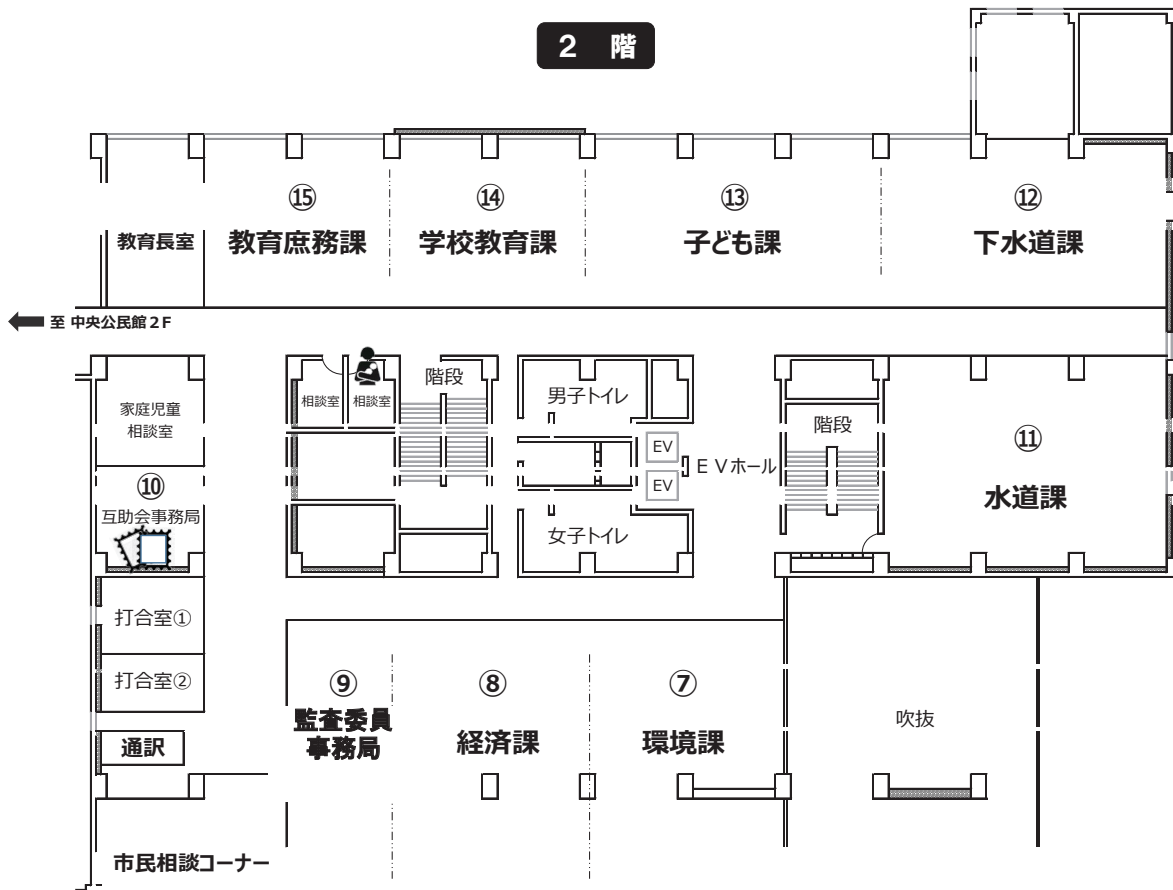 2 階
⑮
⑭
⑬
⑫
教育長室
教育庶務課
学校教育課
子ども課
下水道課
至 中央公民館2F
家庭児童
相談室
相談室
相談室
階段
男子トイレ
EV
EV
EVホール
階段
⑪
水道課
⑩
互助会事務局
女子トイレ
打合室①
打合室②
通訳
⑨
監査委員
事務局
⑧
経済課
⑦
環境課
吹抜
市民相談コーナー